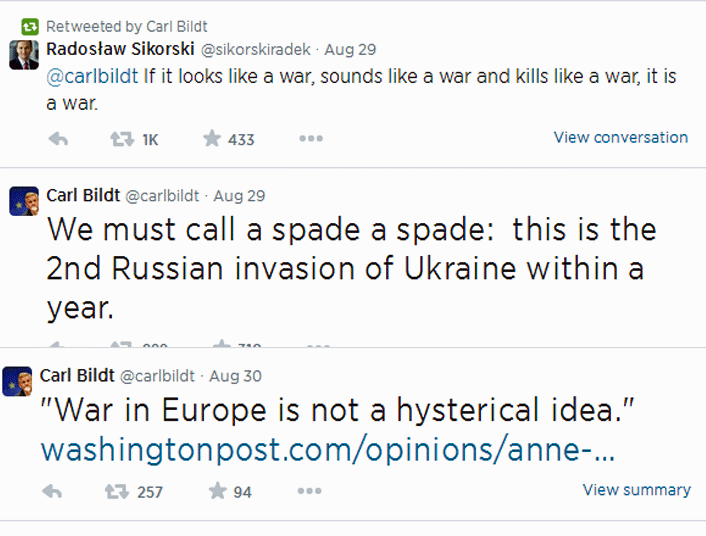 Retweeted by Carl Bildt
Radosław Sikorski @sikorskiradek · Aug 29
@carlbildt If it looks like a war, sounds like a war and kills like a war, it is
a war.
1K 433 View conversation
Carl Bildt @carlbildt · Aug 29
We must call a spade a spade:  this is the
2nd Russian invasion of Ukraine within a
year.
Carl Bildt @carlbildt · Aug 30
"War in Europe is not a hysterical idea."
washingtonpost.com/opinions/anne-...
257 94 View summary